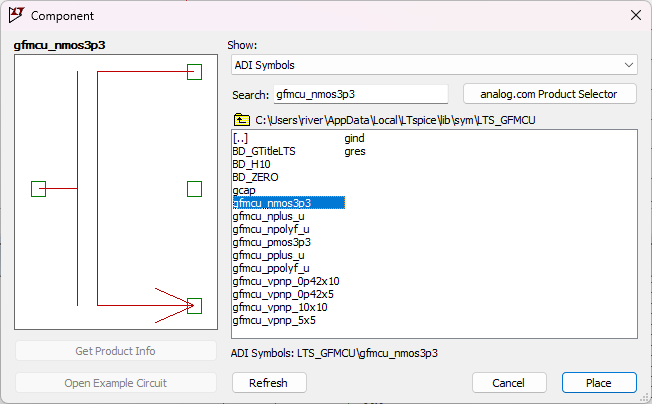 Component
gfmcu_nmos3p3
Show:
ADI Symbols
Search: gfmcu_nmos3p3
analog.com Product Selector
C:\Users\river\AppData\Local\LTspice\lib\sym\LTS_GFMCU
[..]
BD_GTitleLTS
BD_H10
BD_ZERO
gcap
gfmcu_nmos3p3
gfmcu_nplus_u
gfmcu_npolyf_u
gfmcu_pmos3p3
gfmcu_pplus_u
gfmcu_ppolyf_u
gfmcu_vpnp_0p42x10
gfmcu_vpnp_0p42x5
gfmcu_vpnp_10x10
gfmcu_vpnp_5x5
gind
gres
Get Product Info
Open Example Circuit
ADI Symbols: LTS_GFMCU\gfmcu_nmos3p3
Refresh
Cancel
Place